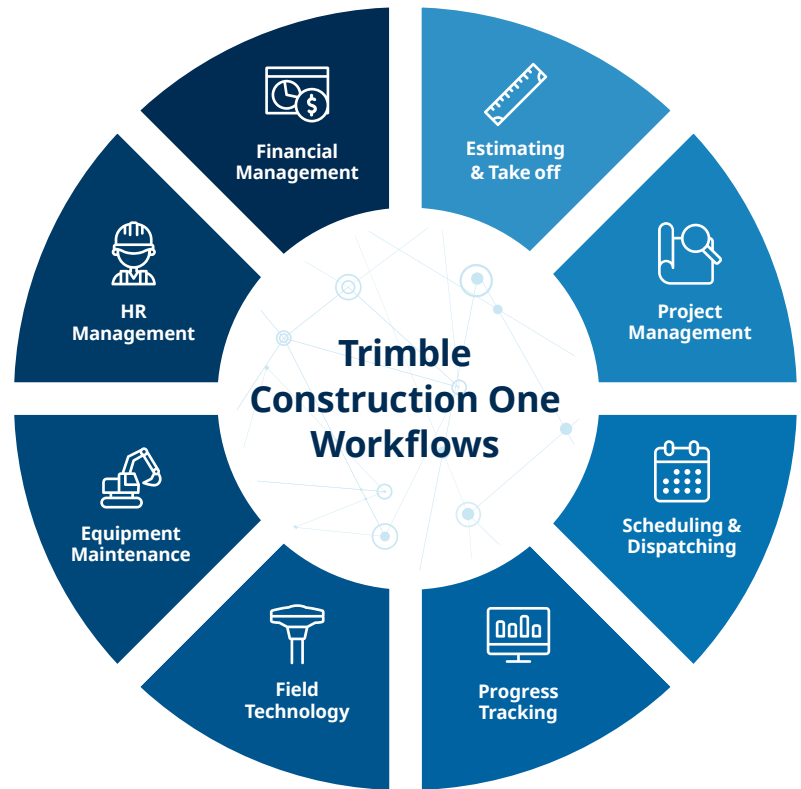 Trimble
Construction One
Workflows
Estimating
& Take off
Project
Management
Scheduling &
Dispatching
Progress
Tracking
Field
Technology
Equipment
Maintenance
HR
Management
Financial
Management
$